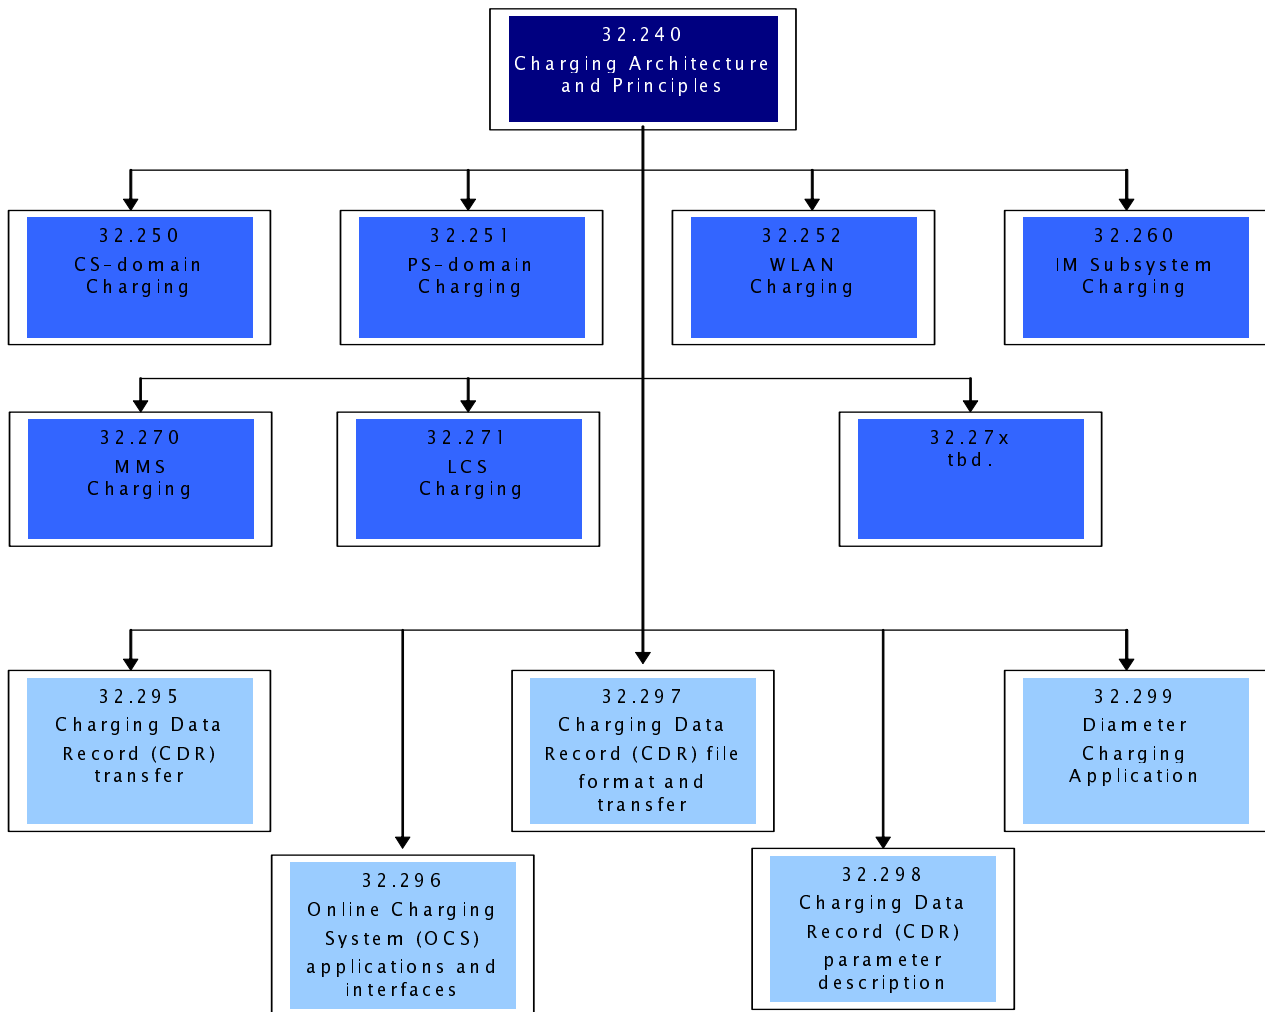 32.240
Charging Architecture
and Principles
32.250
CS-domain
Charging
32.251
PS-domain
Charging
32.252
WLAN
Charging
32.260
IM Subsystem
Charging
32.270
MMS
Charging
32.271
LCS
Charging
32.27x
tbd.
32.295
Charging Data
Record (CDR)
transfer
32.297
Charging Data
Record (CDR) file
format and
transfer
32.299
Diameter
Charging
Application
32.296
Online Charging
System (OCS)
applications and
interfaces
32.298
Charging Data
Record (CDR)
parameter
description